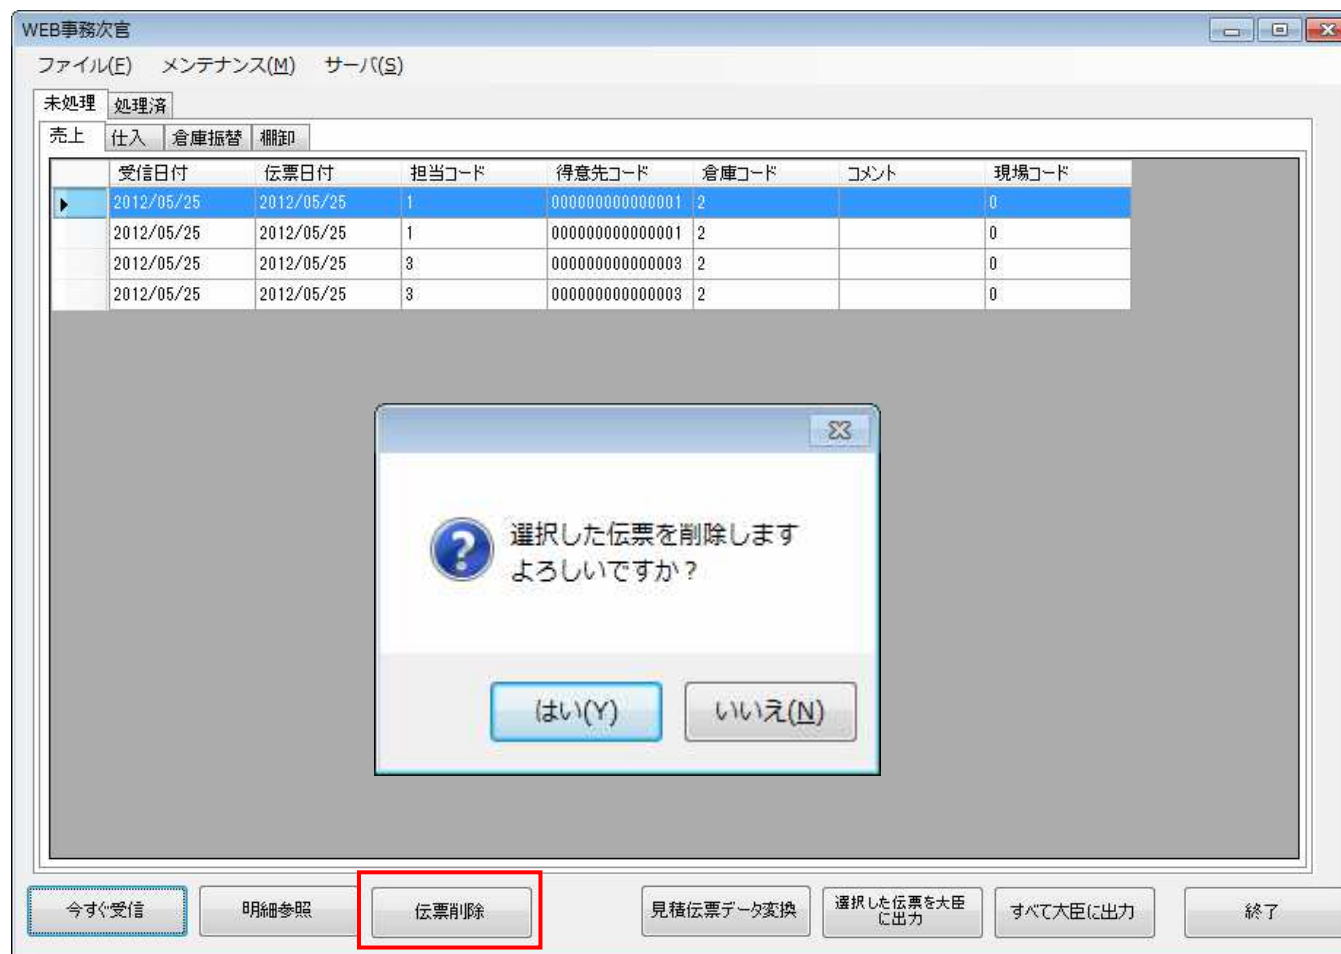 WEB事務次官
ファイル(F) メンテナンス(M) サーバ(S)
未処理 処理済
売上 仕入 倉庫振替 棚卸
受信日付 伝票日付 担当コード 得意先コード 倉庫コード コメント 現場コード
2012/05/25 2012/05/25 1 000000000000001 2 0
2012/05/25 2012/05/25 1 000000000000001 2 0
2012/05/25 2012/05/25 3 000000000000003 2 0
2012/05/25 2012/05/25 3 000000000000003 2 0
選択した伝票を削除します
よろしいですか？
はい(Y) いいえ(N)
今すぐ受信 明細参照 伝票削除 見積伝票データ変換 選択した伝票を大臣
に出力 すべて大臣に出力 終了